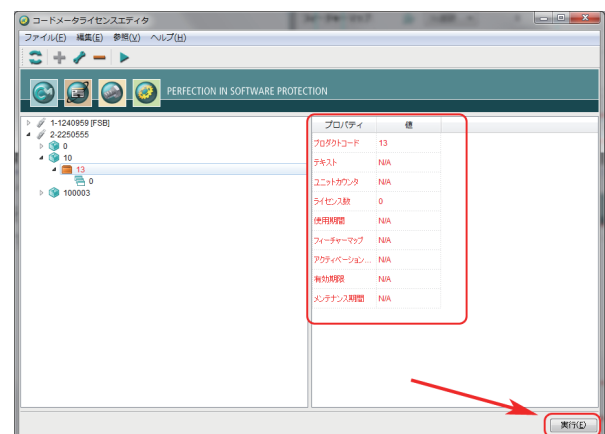 コードメータライセンスエディタ
ファイル(F) 編集(E) 参照(V) ヘルプ(H)
PERFECTION IN SOFTWARE PROTECTION
1-1240959 [FSB]
2-2250555
0
10
13
0
100003
プロパティ 値
プロダクトコード 13
テキスト N/A
ユニットカウンタ N/A
ライセンス数 0
使用期間 N/A
フィーチャーマップ N/A
アクティベーション... N/A
有効期限 N/A
メンテナンス期間 N/A
実行(E)